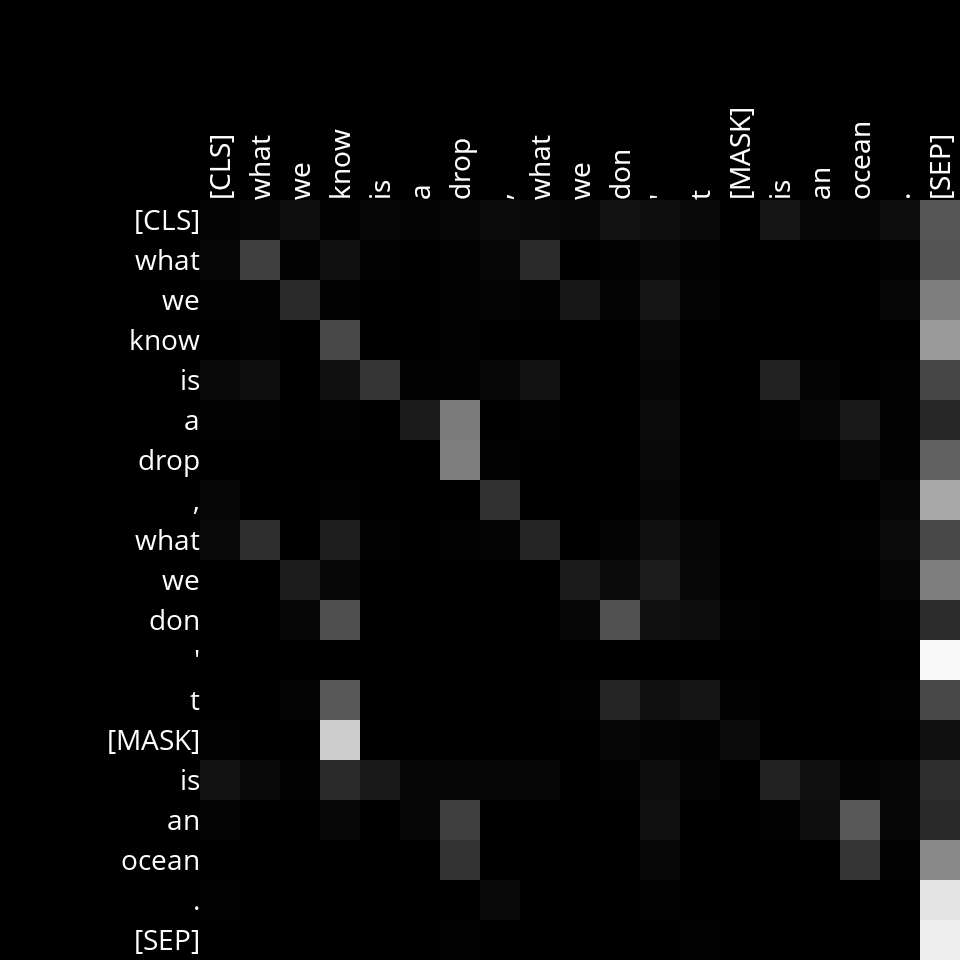 [CLS] what we know is a drop , what we don ' t [MASK] is an ocean . [SEP]
[CLS]
what
we
know
is
a
drop
,
what
we
don
'
t
[MASK]
is
an
ocean
.
[SEP]